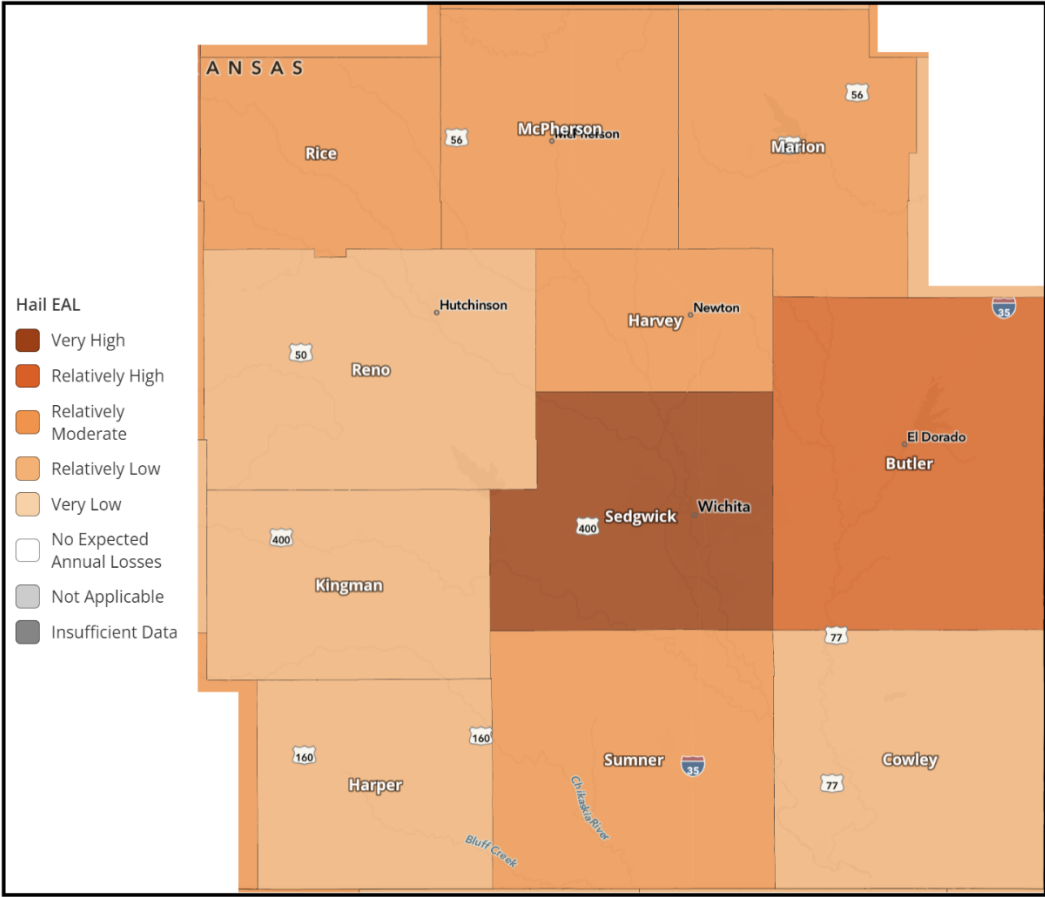 ANSAS
56
56
McPherson
McPherson
Rice
Marion
Hail EAL
Very High
Relatively High
Relatively
Moderate
Relatively Low
Very Low
No Expected
Annual Losses
Not Applicable
Insufficient Data
Hutchinson
Newton
Harvey
35
50
Reno
El Dorado
Butler
Wichita
Sedgwick
400
400
Kingman
77
160
160
Harper
Sumner
35
Cowley
77
Chikaskia River
Bluff Creek